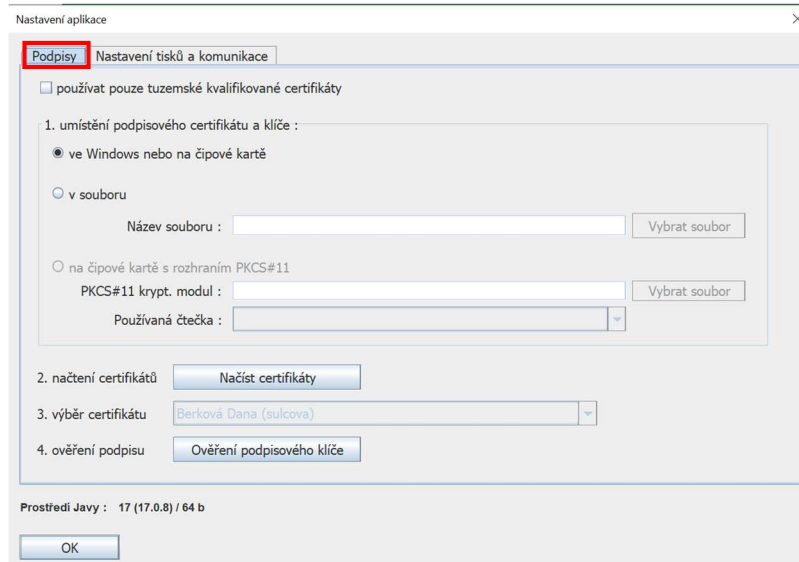 Nastavení aplikace
Podpisy Nastavení tisků a komunikace
používat pouze tuzemské kvalifikované certifikáty
1. umístění podpisového certifikátu a klíče :
ve Windows nebo na čipové kartě
v souboru
Název souboru : Vybrat soubor
na čipové kartě s rozhraním PKCS#11
PKCS#11 krypt. modul : Vybrat soubor
Používaná čtečka :
2. načtení certifikátů Načíst certifikáty
3. výběr certifikátu Berková Dana (sulcova)
4. ověření podpisu Ověření podpisového klíče
Prostředí Javy : 17 (17.0.8) / 64 b
OK